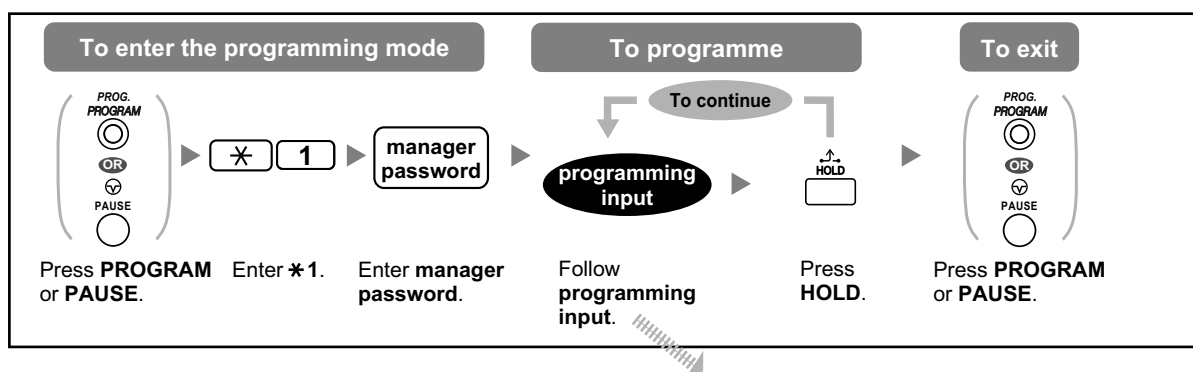 To enter the programming mode
To programme
To exit
To continue
PROG.
PROGRAM
OR
PAUSE
* 1
manager
password
programming
input
HOLD
PROG.
PROGRAM
OR
PAUSE
Press PROGRAM
or PAUSE.
Enter *1.
Enter manager
password.
Follow
programming
input.
Press
HOLD.
Press PROGRAM
or PAUSE.